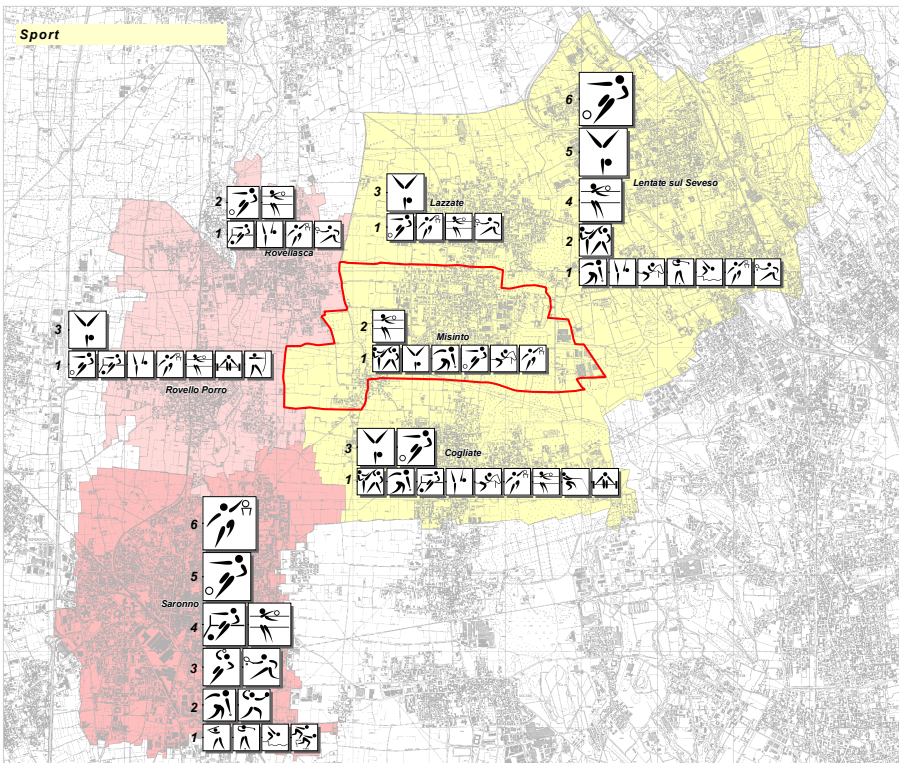 Sport
6
5
Lentate sul Seveso
4
2
1
3
Lazzate
1
2
1
Rovellasca
2
Misinto
1
3
1
Rovello Porro
3
Cogliate
1
6
5
Saronno
4
3
2
1